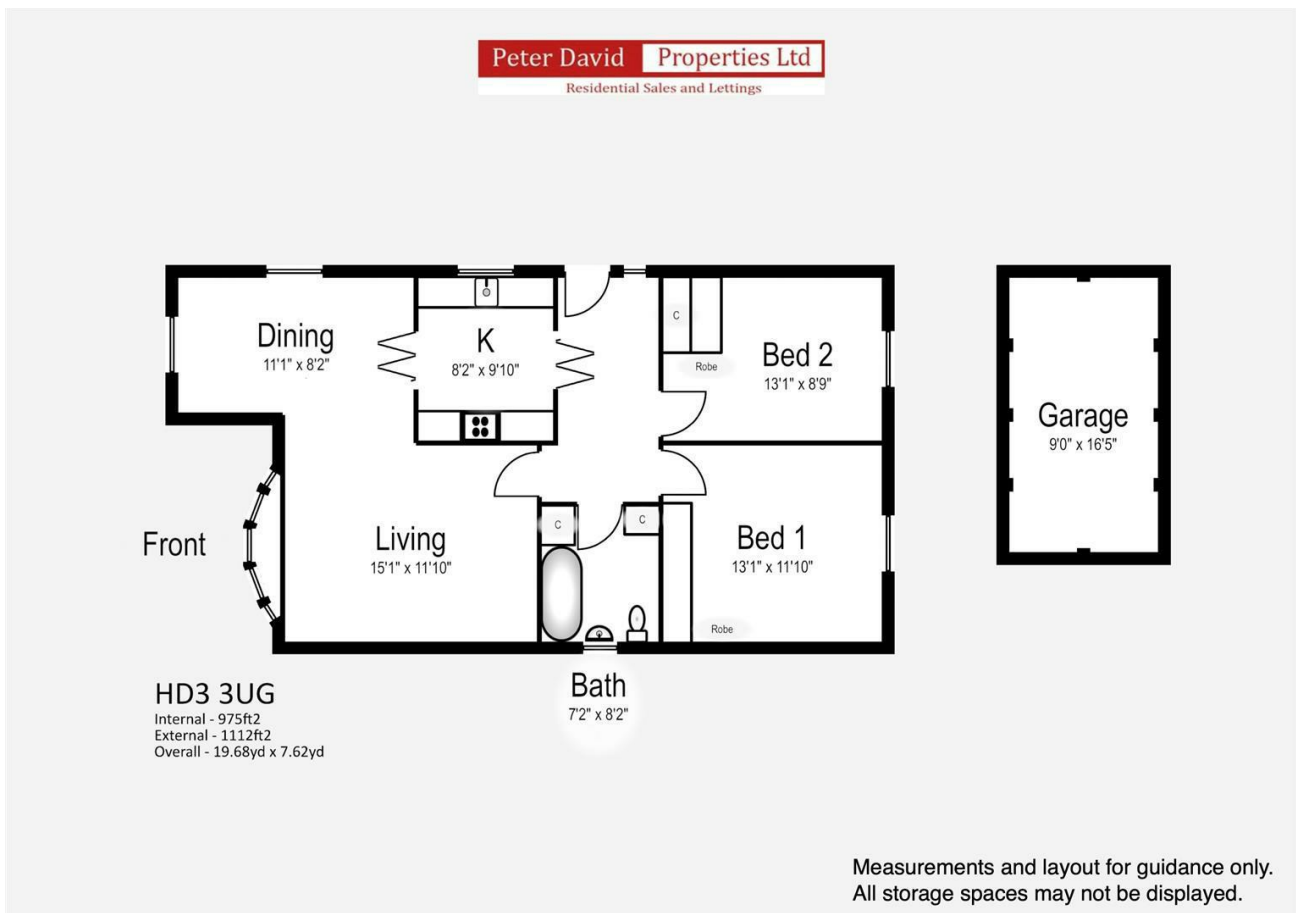 Peter David Properties Ltd
Residential Sales and Lettings
Dining
11'1" x 8'2"
K
8'2" x 9'10"
C
Robe
Bed 2
13'1" x 8'9"
Garage
9'0" x 16'5"
Front
Living
15'1" x 11'10"
C
C
Bed 1
13'1" x 11'10"
Robe
Bath
7'2" x 8'2"
HD3 3UG
Internal - 975ft2
External - 1112ft2
Overall - 19.68yd x 7.62yd
Measurements and layout for guidance only.
All storage spaces may not be displayed.